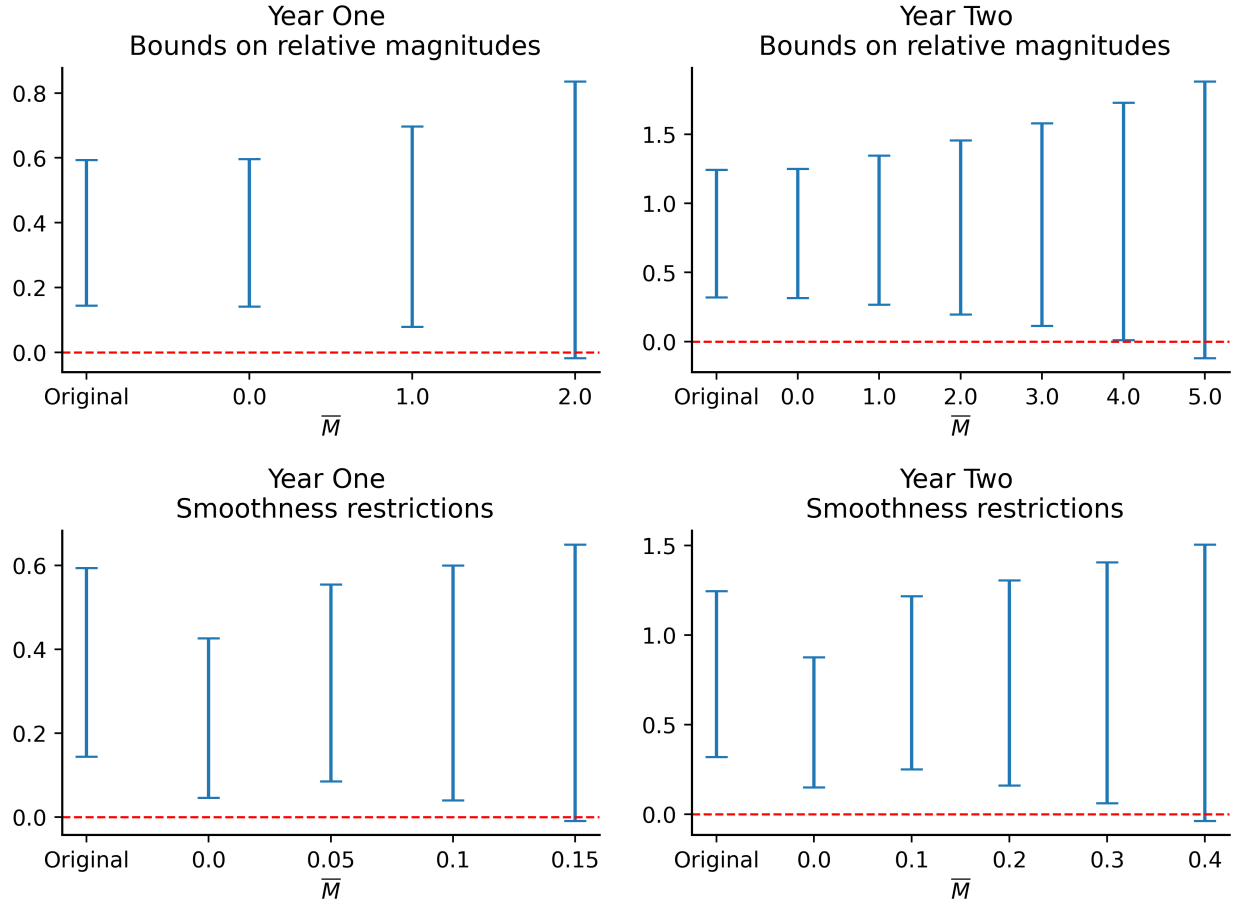 Year One
Bounds on relative magnitudes
0.8
0.6
0.4
0.2
0.0
Original 0.0 1.0 2.0
M̅
Year Two
Bounds on relative magnitudes
1.5
1.0
0.5
0.0
Original 0.0 1.0 2.0 3.0 4.0 5.0
M̅
Year One
Smoothness restrictions
0.6
0.4
0.2
0.0
Original 0.0 0.05 0.1 0.15
M̅
Year Two
Smoothness restrictions
1.5
1.0
0.5
0.0
Original 0.0 0.1 0.2 0.3 0.4
M̅